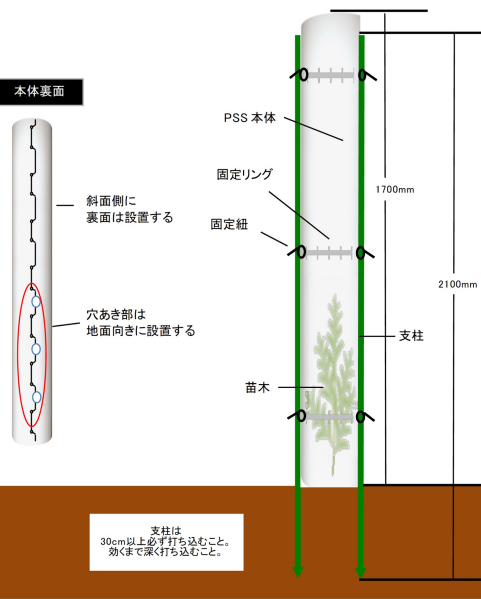 本体裏面
斜面側に
裏面は設置する
穴あき部は
地面向きに設置する
PSS 本体
固定リング
固定紐
苗木
支柱
1700mm
2100mm
支柱は
30cm以上必ず打ち込むこと。
効くまで深く打ち込むこと。